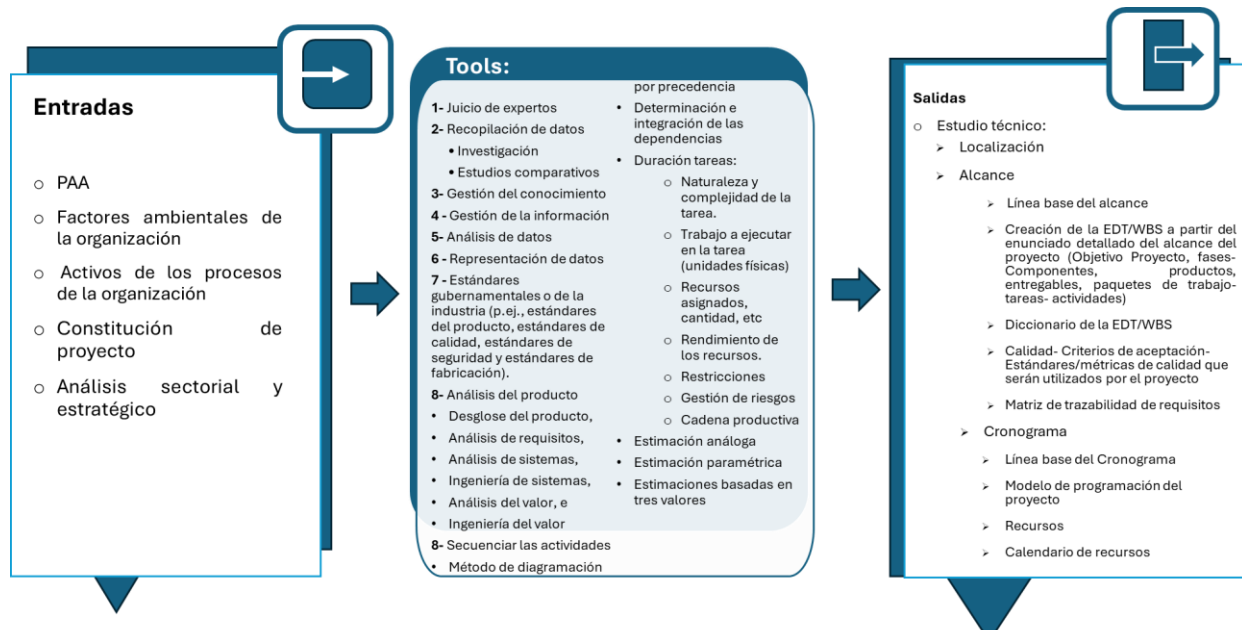 Entradas
o PAA
o Factores ambientales de
la organización
o Activos de los procesos
de la organización
o Constitución de
proyecto
o Análisis sectorial y
estratégico
Tools:
1- Juicio de expertos
2- Recopilación de datos
• Investigación
• Estudios comparativos
3- Gestión del conocimiento
4 - Gestión de la información
5- Análisis de datos
6 - Representación de datos
7 - Estándares
gubernamentales o de la
industria (p.ej., estándares
del producto, estándares de
calidad, estándares de
seguridad y estándares de
fabricación).
8- Análisis del producto
• Desglose del producto,
• Análisis de requisitos,
• Análisis de sistemas,
• Ingeniería de sistemas,
• Análisis del valor, e
• Ingeniería del valor
8- Secuenciar las actividades
• Método de diagramación
por precedencia
• Determinación e
integración de las
dependencias
• Duración tareas:
o Naturaleza y
complejidad de la
tarea.
o Trabajo a ejecutar
en la tarea
(unidades físicas)
o Recursos
asignados,
cantidad, etc
o Rendimiento de
los recursos.
o Restricciones
o Gestión de riesgos
o Cadena productiva
• Estimación análoga
• Estimación paramétrica
• Estimaciones basadas en
tres valores
Salidas
o Estudio técnico:
➢ Localización
➢ Alcance
➢ Línea base del alcance
➢ Creación de la EDT/WBS a partir del
enunciado detallado del alcance del
proyecto (Objetivo Proyecto, fases-
Componentes, productos,
entregables, paquetes de trabajo-
tareas- actividades)
➢ Diccionario de la EDT/WBS
➢ Calidad- Criterios de aceptación-
Estándares/métricas de calidad que
serán utilizados por el proyecto
➢ Matriz de trazabilidad de requisitos
➢ Cronograma
➢ Línea base del Cronograma
➢ Modelo de programación del
proyecto
➢ Recursos
➢ Calendario de recursos